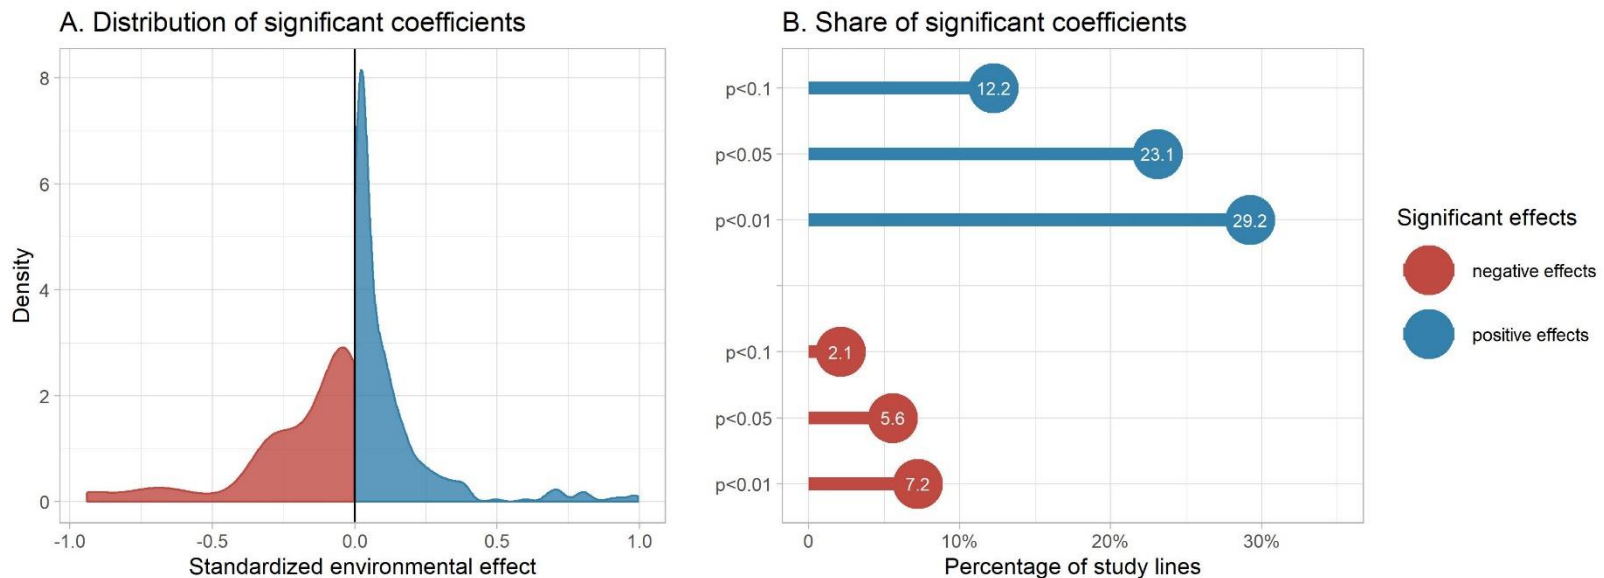 A. Distribution of significant coefficients
8
6
4
2
0
Density
-1.0 -0.5 0.0 0.5 1.0
Standardized environmental effect
B. Share of significant coefficients
p<0.1 12.2
p<0.05 23.1
p<0.01 29.2
p<0.1 2.1
p<0.05 5.6
p<0.01 7.2
0 10% 20% 30%
Percentage of study lines
Significant effects
negative effects
positive effects